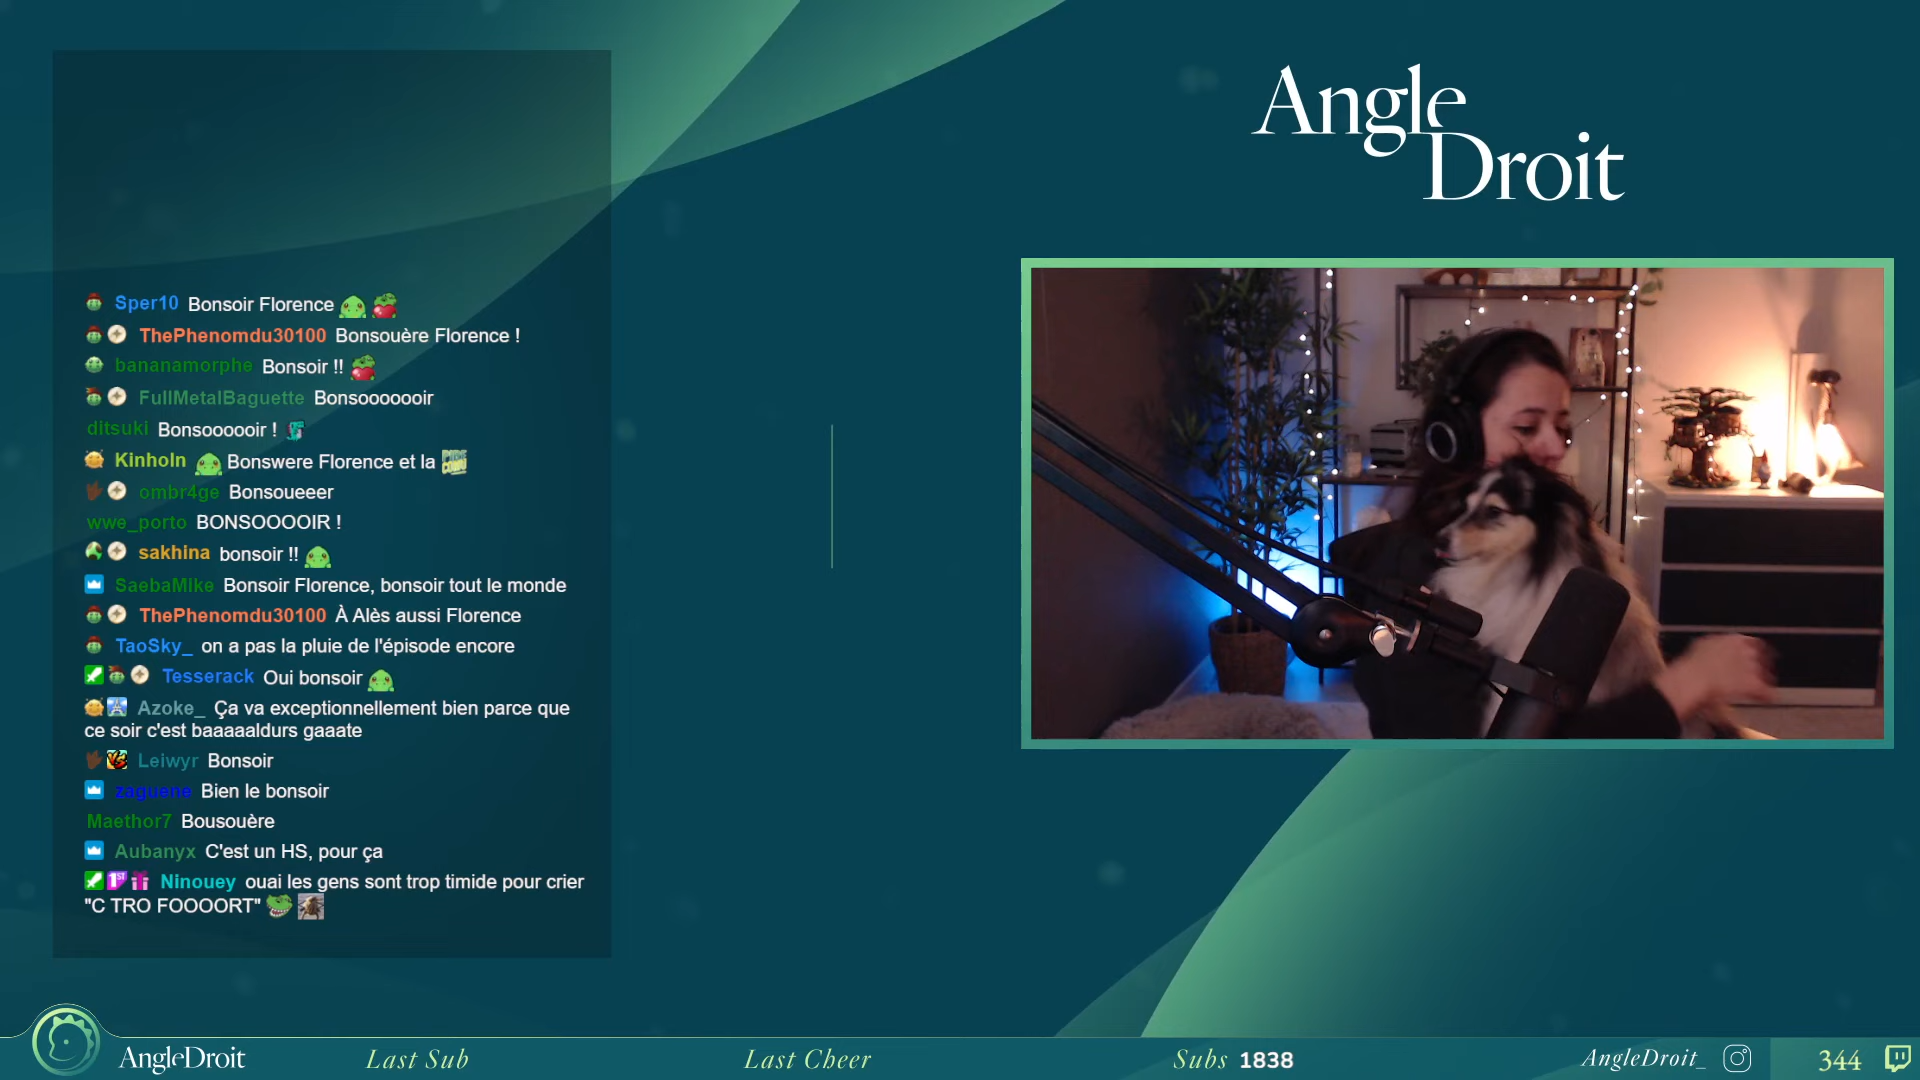 Angle
Droit
Sper10 Bonsoir Florence
ThePhenomdu30100 Bonsouère Florence !
bananamorphe Bonsoir !!
FullMetalBaguette Bonsooooooir
ditsuki Bonsoooooir !
Kinholn Bonswere Florence et la
ombr4ge Bonsoueeer
wwe_porto BONSOOOOIR !
sakhina bonsoir !!
SaebaMike Bonsoir Florence, bonsoir tout le monde
ThePhenomdu30100 À Alès aussi Florence
TaoSky_ on a pas la pluie de l'épisode encore
Tesserack Oui bonsoir
Azoke_ Ça va exceptionnellement bien parce que
ce soir c'est baaaaaldurs gaaate
Leiwyr Bonsoir
zaguene Bien le bonsoir
Maethor7 Bousouère
Aubanyx C'est un HS, pour ça
1ST Ninouey ouai les gens sont trop timide pour crier
"C TRO FOOOORT"
AngleDroit Last Sub Last Cheer Subs 1838 AngleDroit_ 344